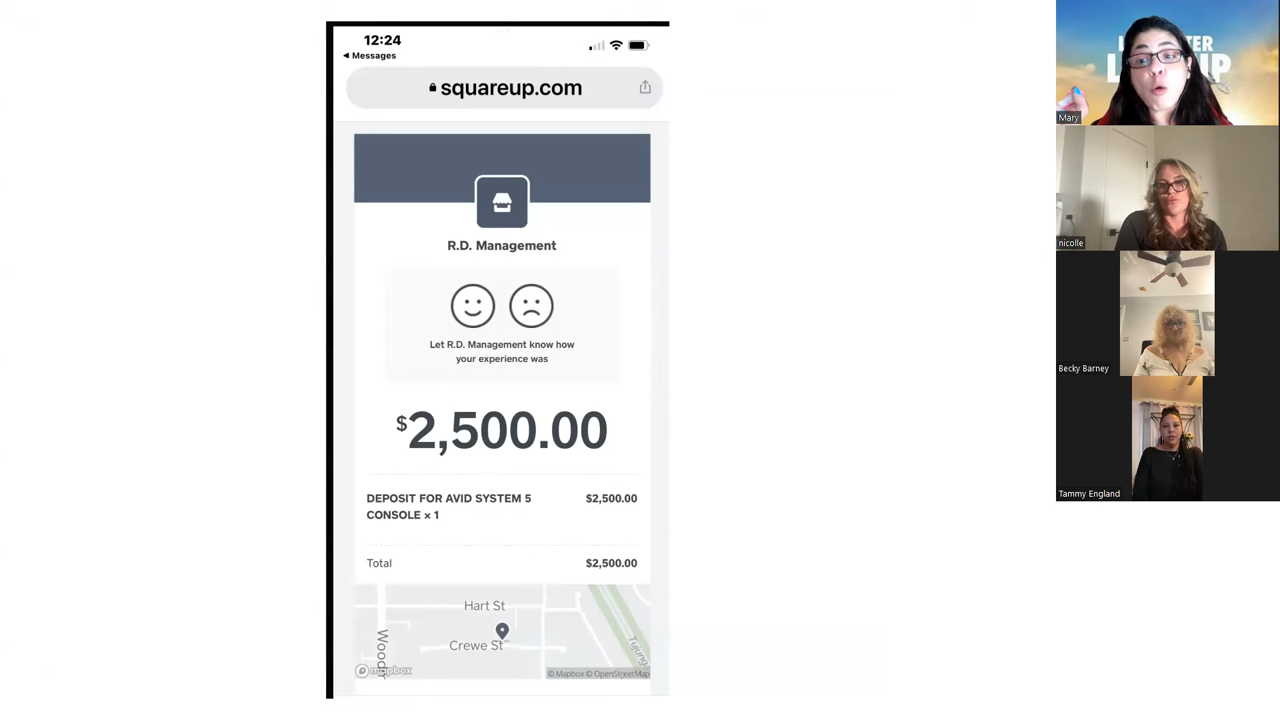 12:24
Messages
squareup.com
R.D. Management
Let R.D. Management know how
your experience was
$2,500.00
DEPOSIT FOR AVID SYSTEM 5 $2,500.00
CONSOLE × 1
Total $2,500.00
Hart St
Crewe St
mapbox
© Mapbox © OpenStreetMap
Mary
nicolle
Becky Barney
Tammy England